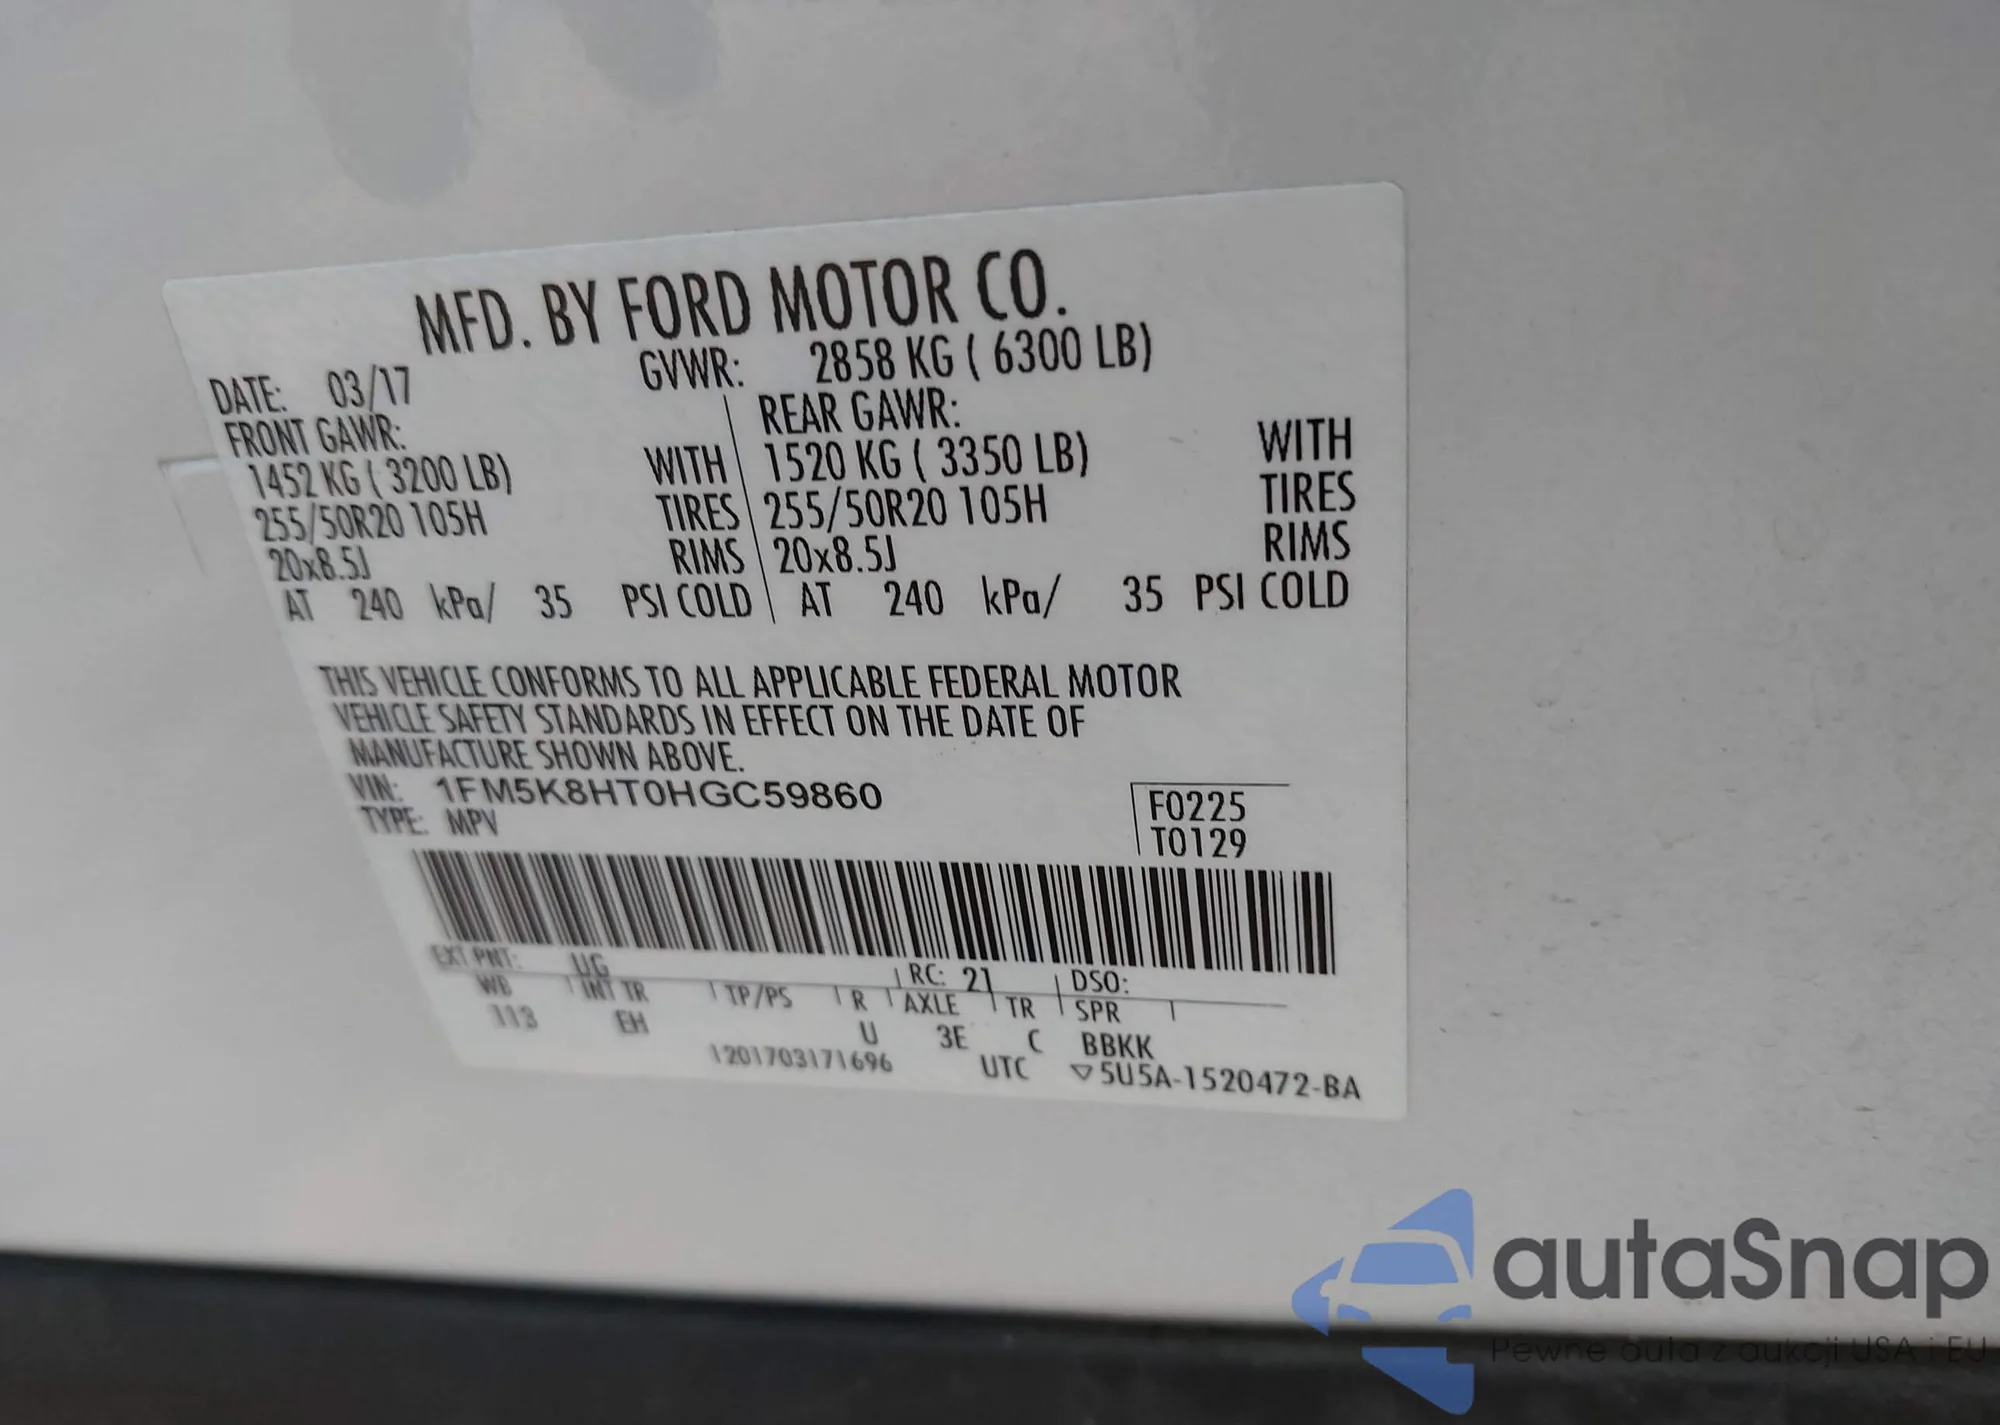 MFD. BY FORD MOTOR CO.
DATE: 03/17 GVWR: 2858 KG ( 6300 LB)
FRONT GAWR: REAR GAWR:
1452 KG ( 3200 LB) WITH 1520 KG ( 3350 LB) WITH
255/50R20 105H TIRES 255/50R20 105H TIRES
20x8.5J RIMS 20x8.5J RIMS
AT 240 kPa/ 35 PSI COLD AT 240 kPa/ 35 PSI COLD
THIS VEHICLE CONFORMS TO ALL APPLICABLE FEDERAL MOTOR
VEHICLE SAFETY STANDARDS IN EFFECT ON THE DATE OF
MANUFACTURE SHOWN ABOVE.
VIN: 1FM5K8HT0HGC59860 F0225
TYPE: MPV T0129
EXT PNT: UG RC: 21 DSO:
WB INT TR TP/PS R AXLE TR SPR
113 EH U 3E C BBKK
1201703171696 UTC ▽5U5A-1520472-BA
autaSnap
Pewne auta z aukcji USA i EU